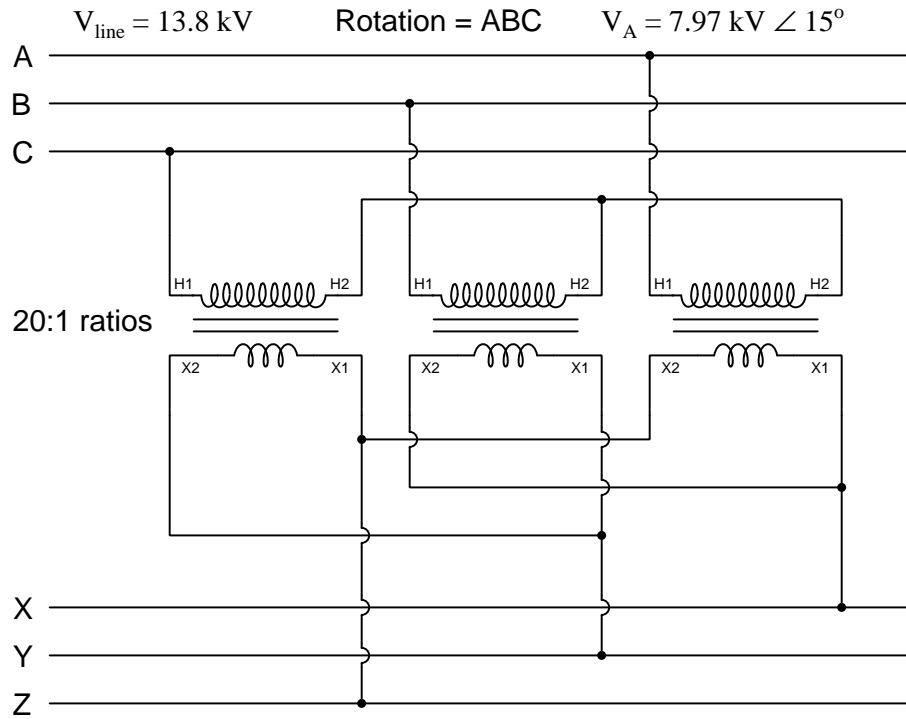 V_line = 13.8 kV Rotation = ABC V_A = 7.97 kV ∠ 15°
A
B
C
H1 H2 H1 H2 H1 H2
20:1 ratios
X2 X1 X2 X1 X2 X1
X
Y
Z